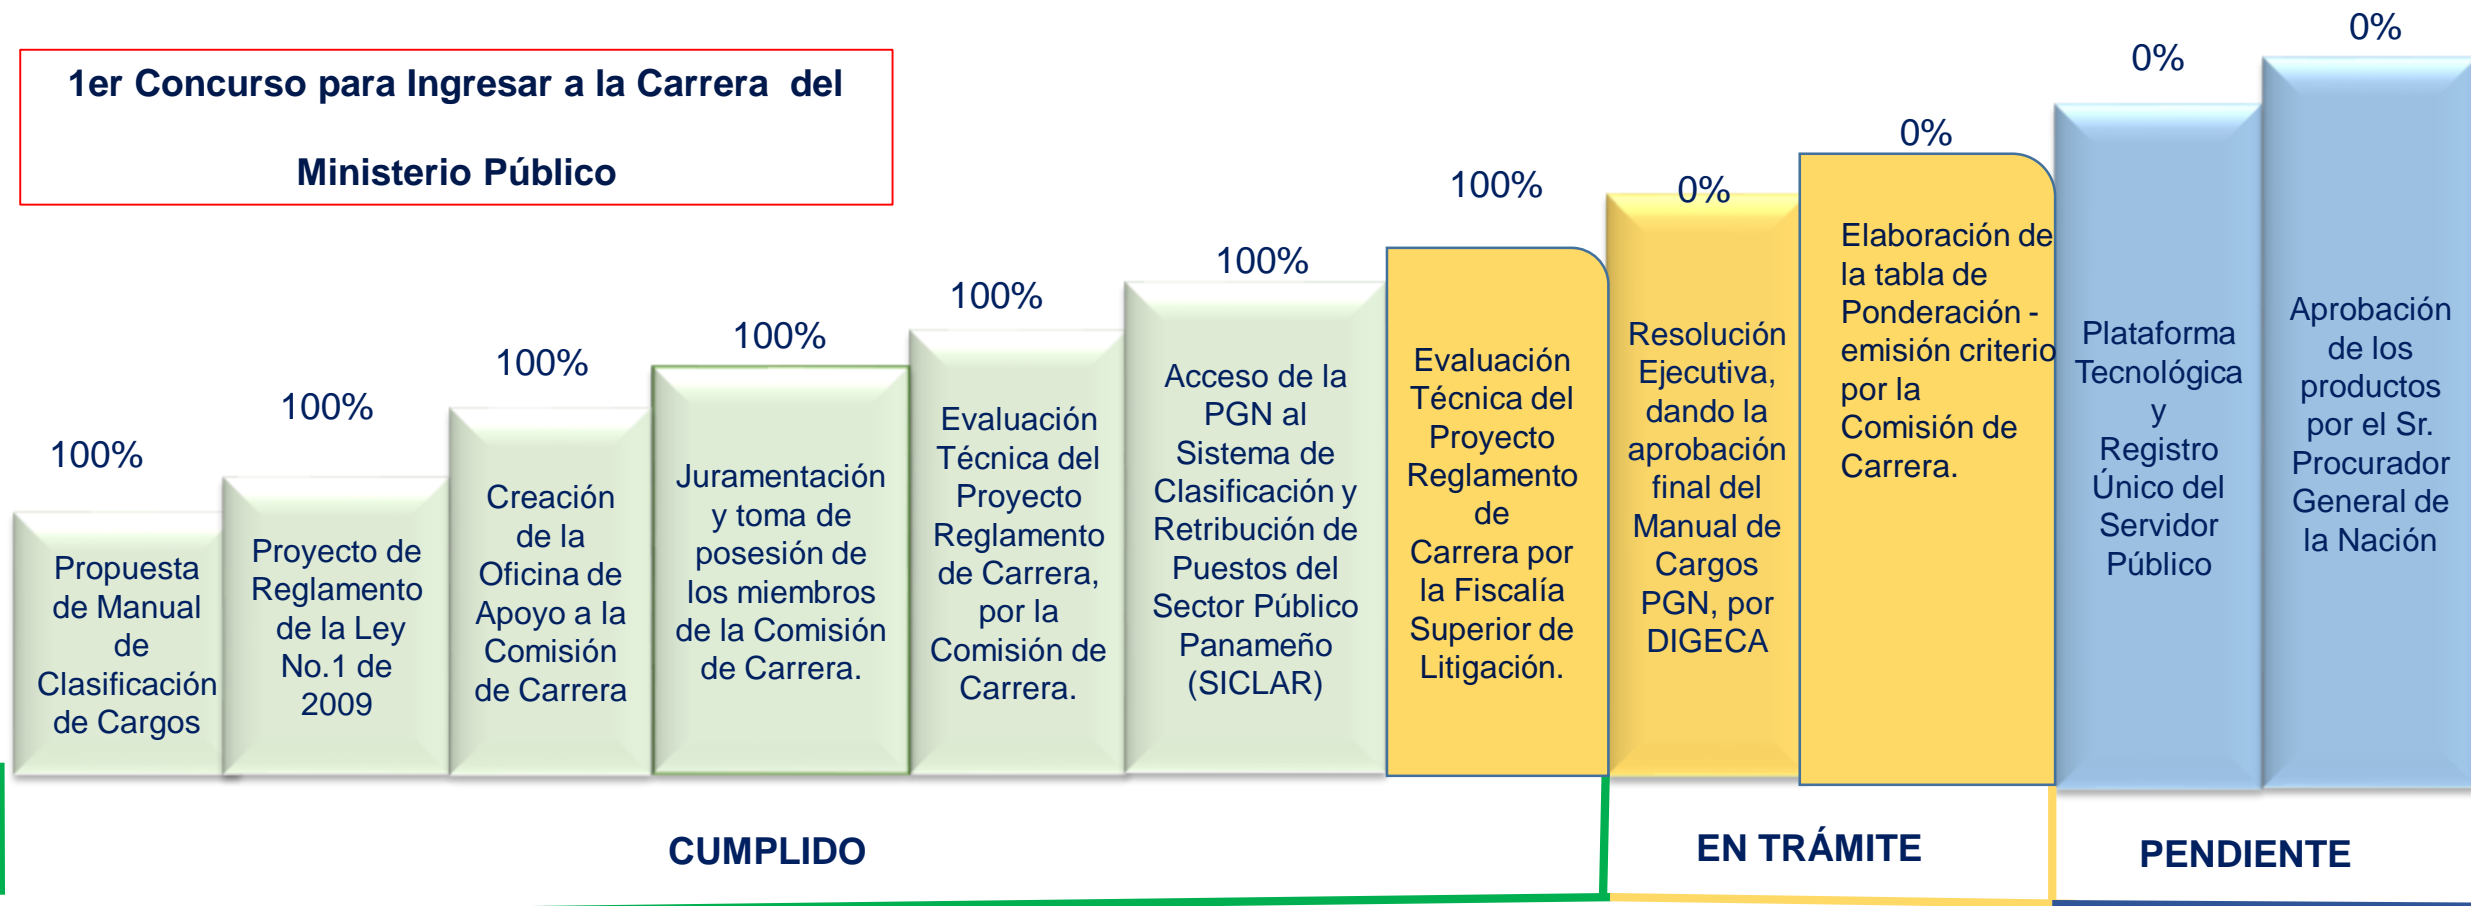 1er Concurso para Ingresar a la Carrera del
Ministerio Público
100%
Propuesta
de Manual
de
Clasificación
de Cargos
100%
Proyecto de
Reglamento
de la Ley
No.1 de
2009
100%
Creación
de la
Oficina de
Apoyo a la
Comisión
de Carrera
100%
Juramentación
y toma de
posesión de
los miembros
de la Comisión
de Carrera.
100%
Evaluación
Técnica del
Proyecto
Reglamento
de Carrera,
por la
Comisión de
Carrera.
100%
Acceso de la
PGN al
Sistema de
Clasificación y
Retribución de
Puestos del
Sector Público
Panameño
(SICLAR)
100%
Evaluación
Técnica del
Proyecto
Reglamento
de
Carrera por
la Fiscalía
Superior de
Litigación.
0%
Resolución
Ejecutiva,
dando la
aprobación
final del
Manual de
Cargos
PGN, por
DIGECA
0%
Elaboración de
la tabla de
Ponderación -
emisión criterio
por la
Comisión de
Carrera.
0%
Plataforma
Tecnológica
y
Registro
Único del
Servidor
Público
0%
Aprobación
de los
productos
por el Sr.
Procurador
General de
la Nación
CUMPLIDO
EN TRÁMITE
PENDIENTE